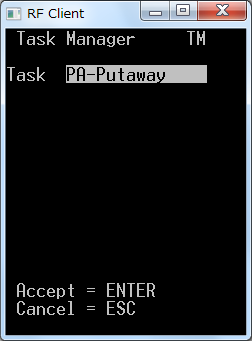 RF Client
Task Manager TM
Task PA-Putaway
Accept = ENTER
Cancel = ESC